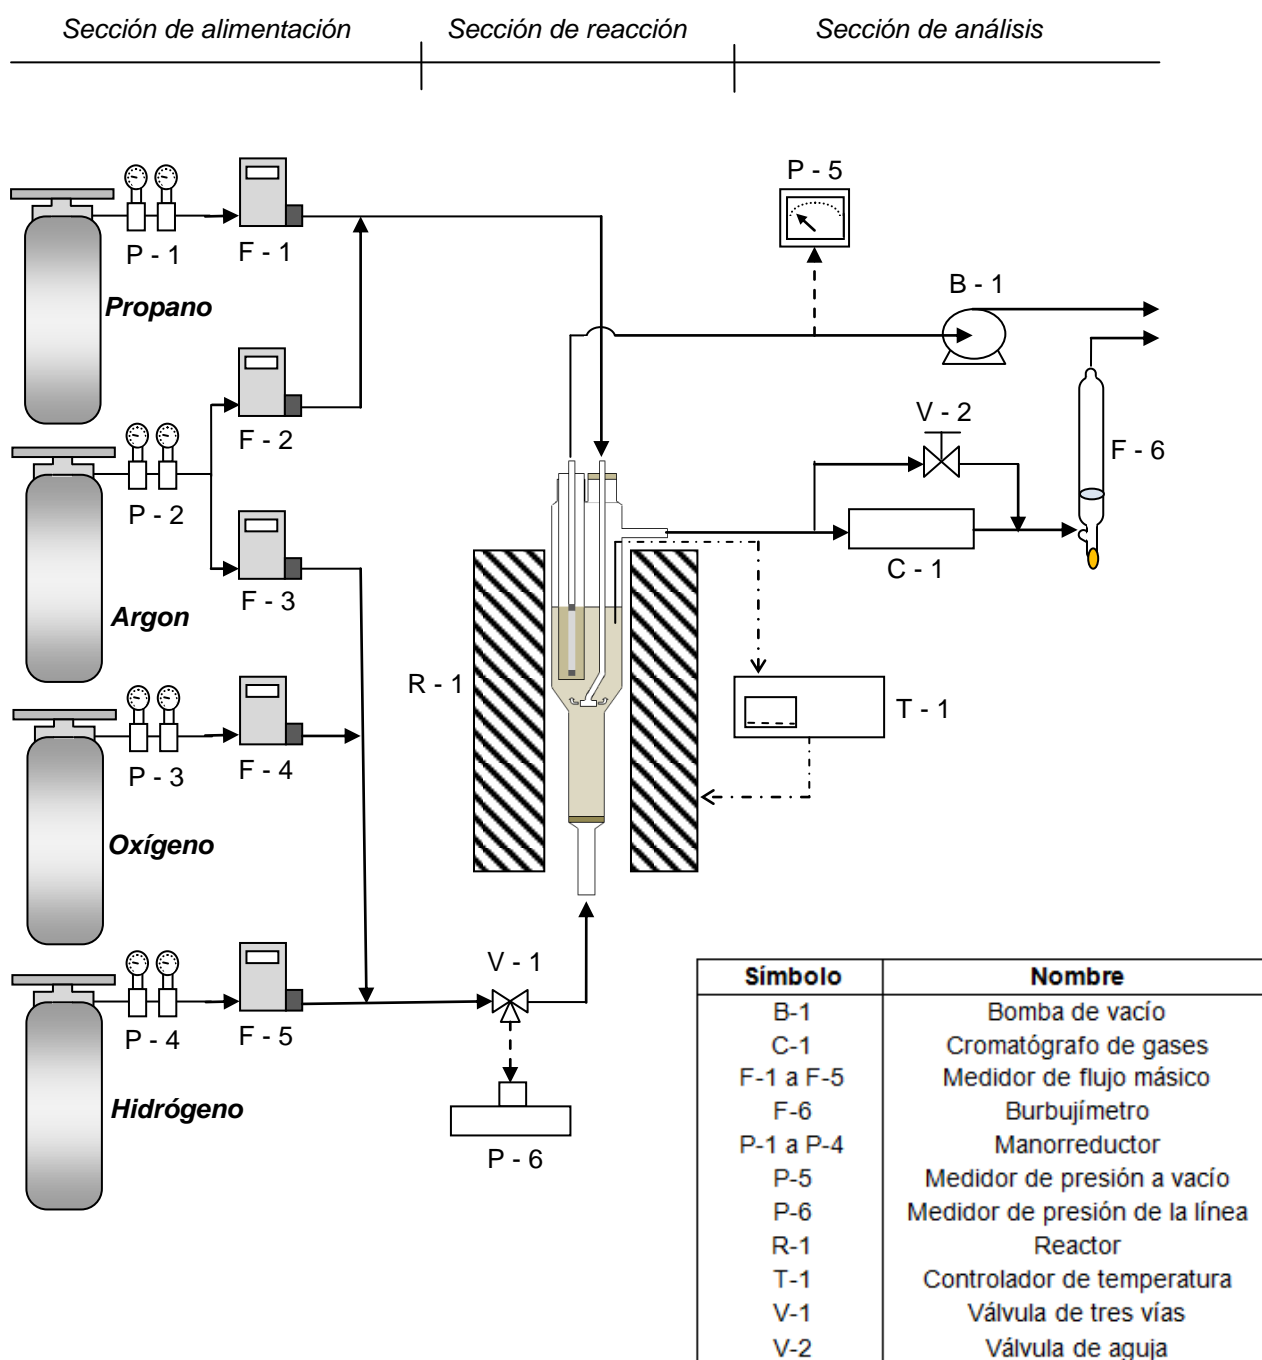 Sección de alimentación
Sección de reacción
Sección de análisis
P - 5
P - 1
F - 1
Propano
B - 1
F - 2
V - 2
F - 6
P - 2
F - 3
C - 1
Argon
R - 1
T - 1
P - 3
F - 4
Oxígeno
V - 1
P - 4
F - 5
Hidrógeno
P - 6
Símbolo Nombre
B-1 Bomba de vacío
C-1 Cromatógrafo de gases
F-1 a F-5 Medidor de flujo másico
F-6 Burbujímetro
P-1 a P-4 Manorreductor
P-5 Medidor de presión a vacío
P-6 Medidor de presión de la línea
R-1 Reactor
T-1 Controlador de temperatura
V-1 Válvula de tres vías
V-2 Válvula de aguja